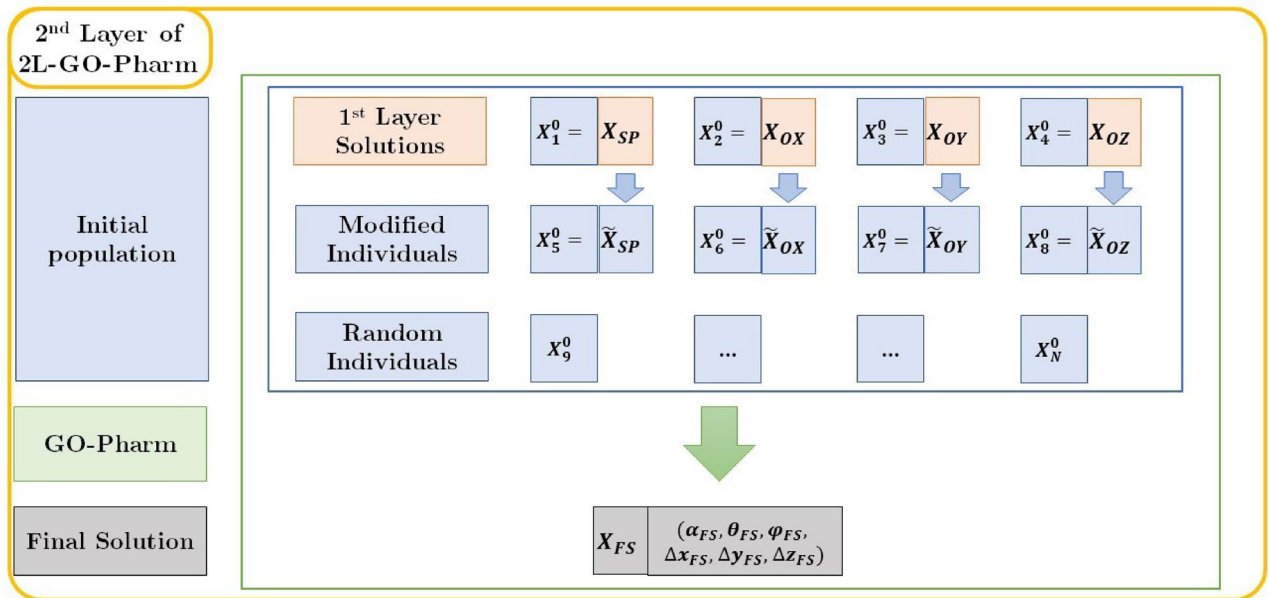 2nd Layer of
2L-GO-Pharm
Initial
population
1st Layer
Solutions
X_1^0 = X_SP
X_2^0 = X_OX
X_3^0 = X_OY
X_4^0 = X_OZ
Modified
Individuals
X_5^0 = X̃_SP
X_6^0 = X̃_OX
X_7^0 = X̃_OY
X_8^0 = X̃_OZ
Random
Individuals
X_9^0
...
...
X_N^0
GO-Pharm
Final Solution
X_FS
(α_FS, θ_FS, φ_FS,
Δx_FS, Δy_FS, Δz_FS)